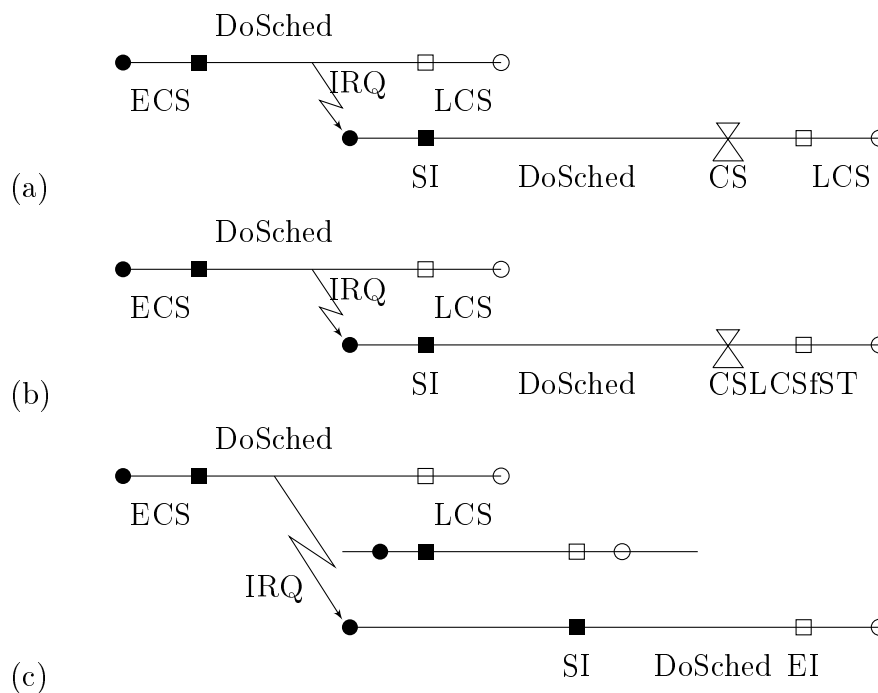 DoSched
IRQ
ECS LCS
SI DoSched CS LCS
(a)
DoSched
IRQ
ECS LCS
SI DoSched CSLCSfST
(b)
DoSched
ECS LCS
IRQ
SI DoSched EI
(c)